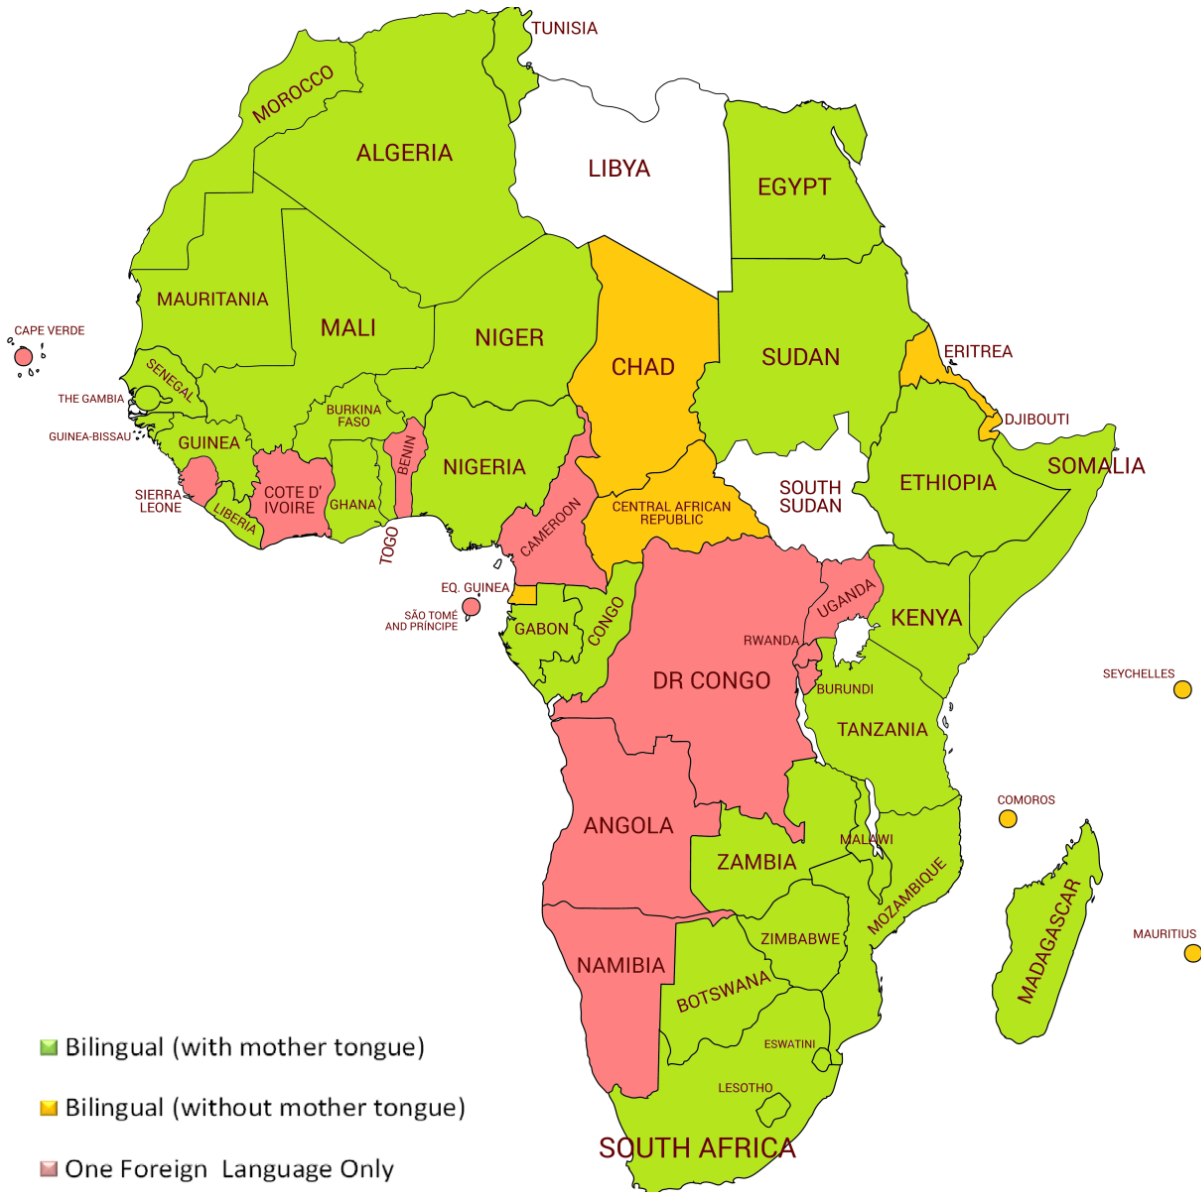 TUNISIA
MOROCCO
ALGERIA
LIBYA
EGYPT
MAURITANIA
CAPE VERDE
MALI
NIGER
CHAD
SUDAN
ERITREA
SENEGAL
THE GAMBIA
BURKINA
FASO
DJIBOUTI
GUINEA-BISSAU
GUINEA
BENIN
NIGERIA
SOMALIA
ETHIOPIA
SIERRA
LEONE
COTE D'
IVOIRE
GHANA
LIBERIA
TOGO
CAMEROON
CENTRAL AFRICAN
REPUBLIC
SOUTH
SUDAN
EQ. GUINEA
SÃO TOMÉ
AND PRÍNCIPE
GABON
CONGO
UGANDA
KENYA
RWANDA
DR CONGO
BURUNDI
SEYCHELLES
TANZANIA
COMOROS
ANGOLA
MALAWI
ZAMBIA
MOZAMBIQUE
MADAGASCAR
MAURITIUS
ZIMBABWE
NAMIBIA
BOTSWANA
ESWATINI
LESOTHO
SOUTH AFRICA
Bilingual (with mother tongue)
Bilingual (without mother tongue)
One Foreign Language Only